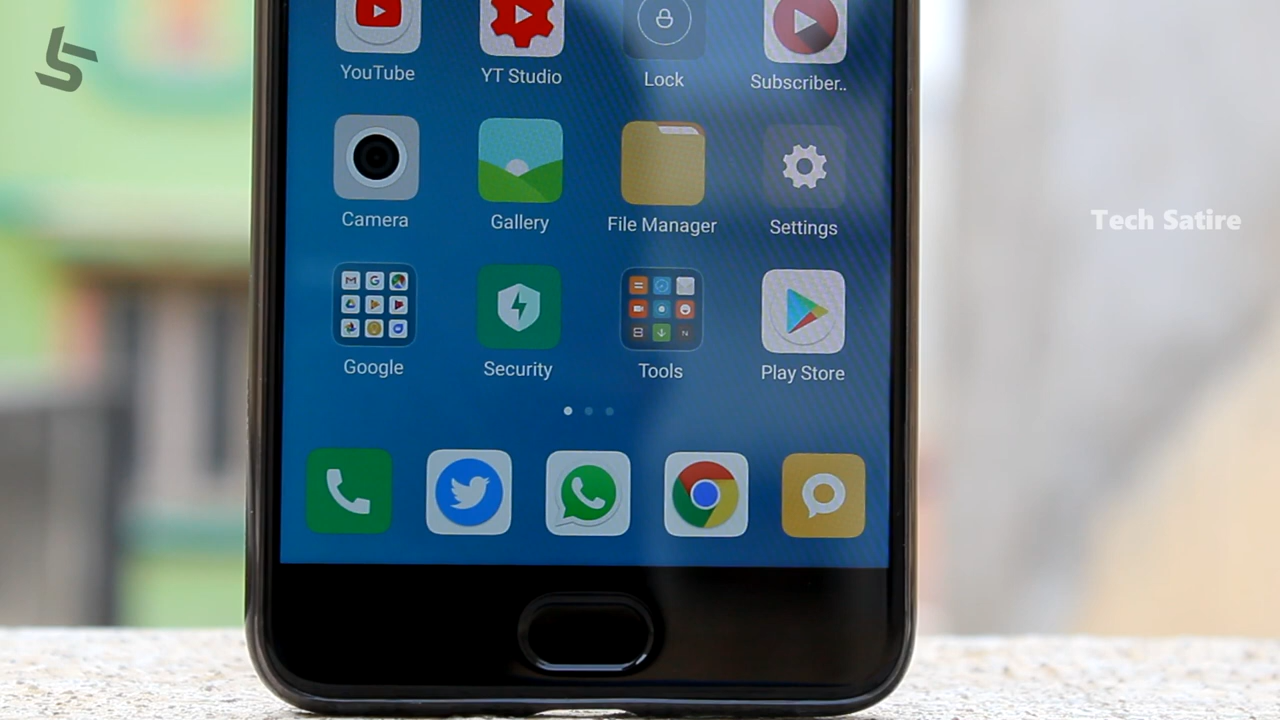 YouTube
YT Studio
Lock
Subscriber..
Camera
Gallery
File Manager
Settings
Tech Satire
Google
Security
Tools
Play Store